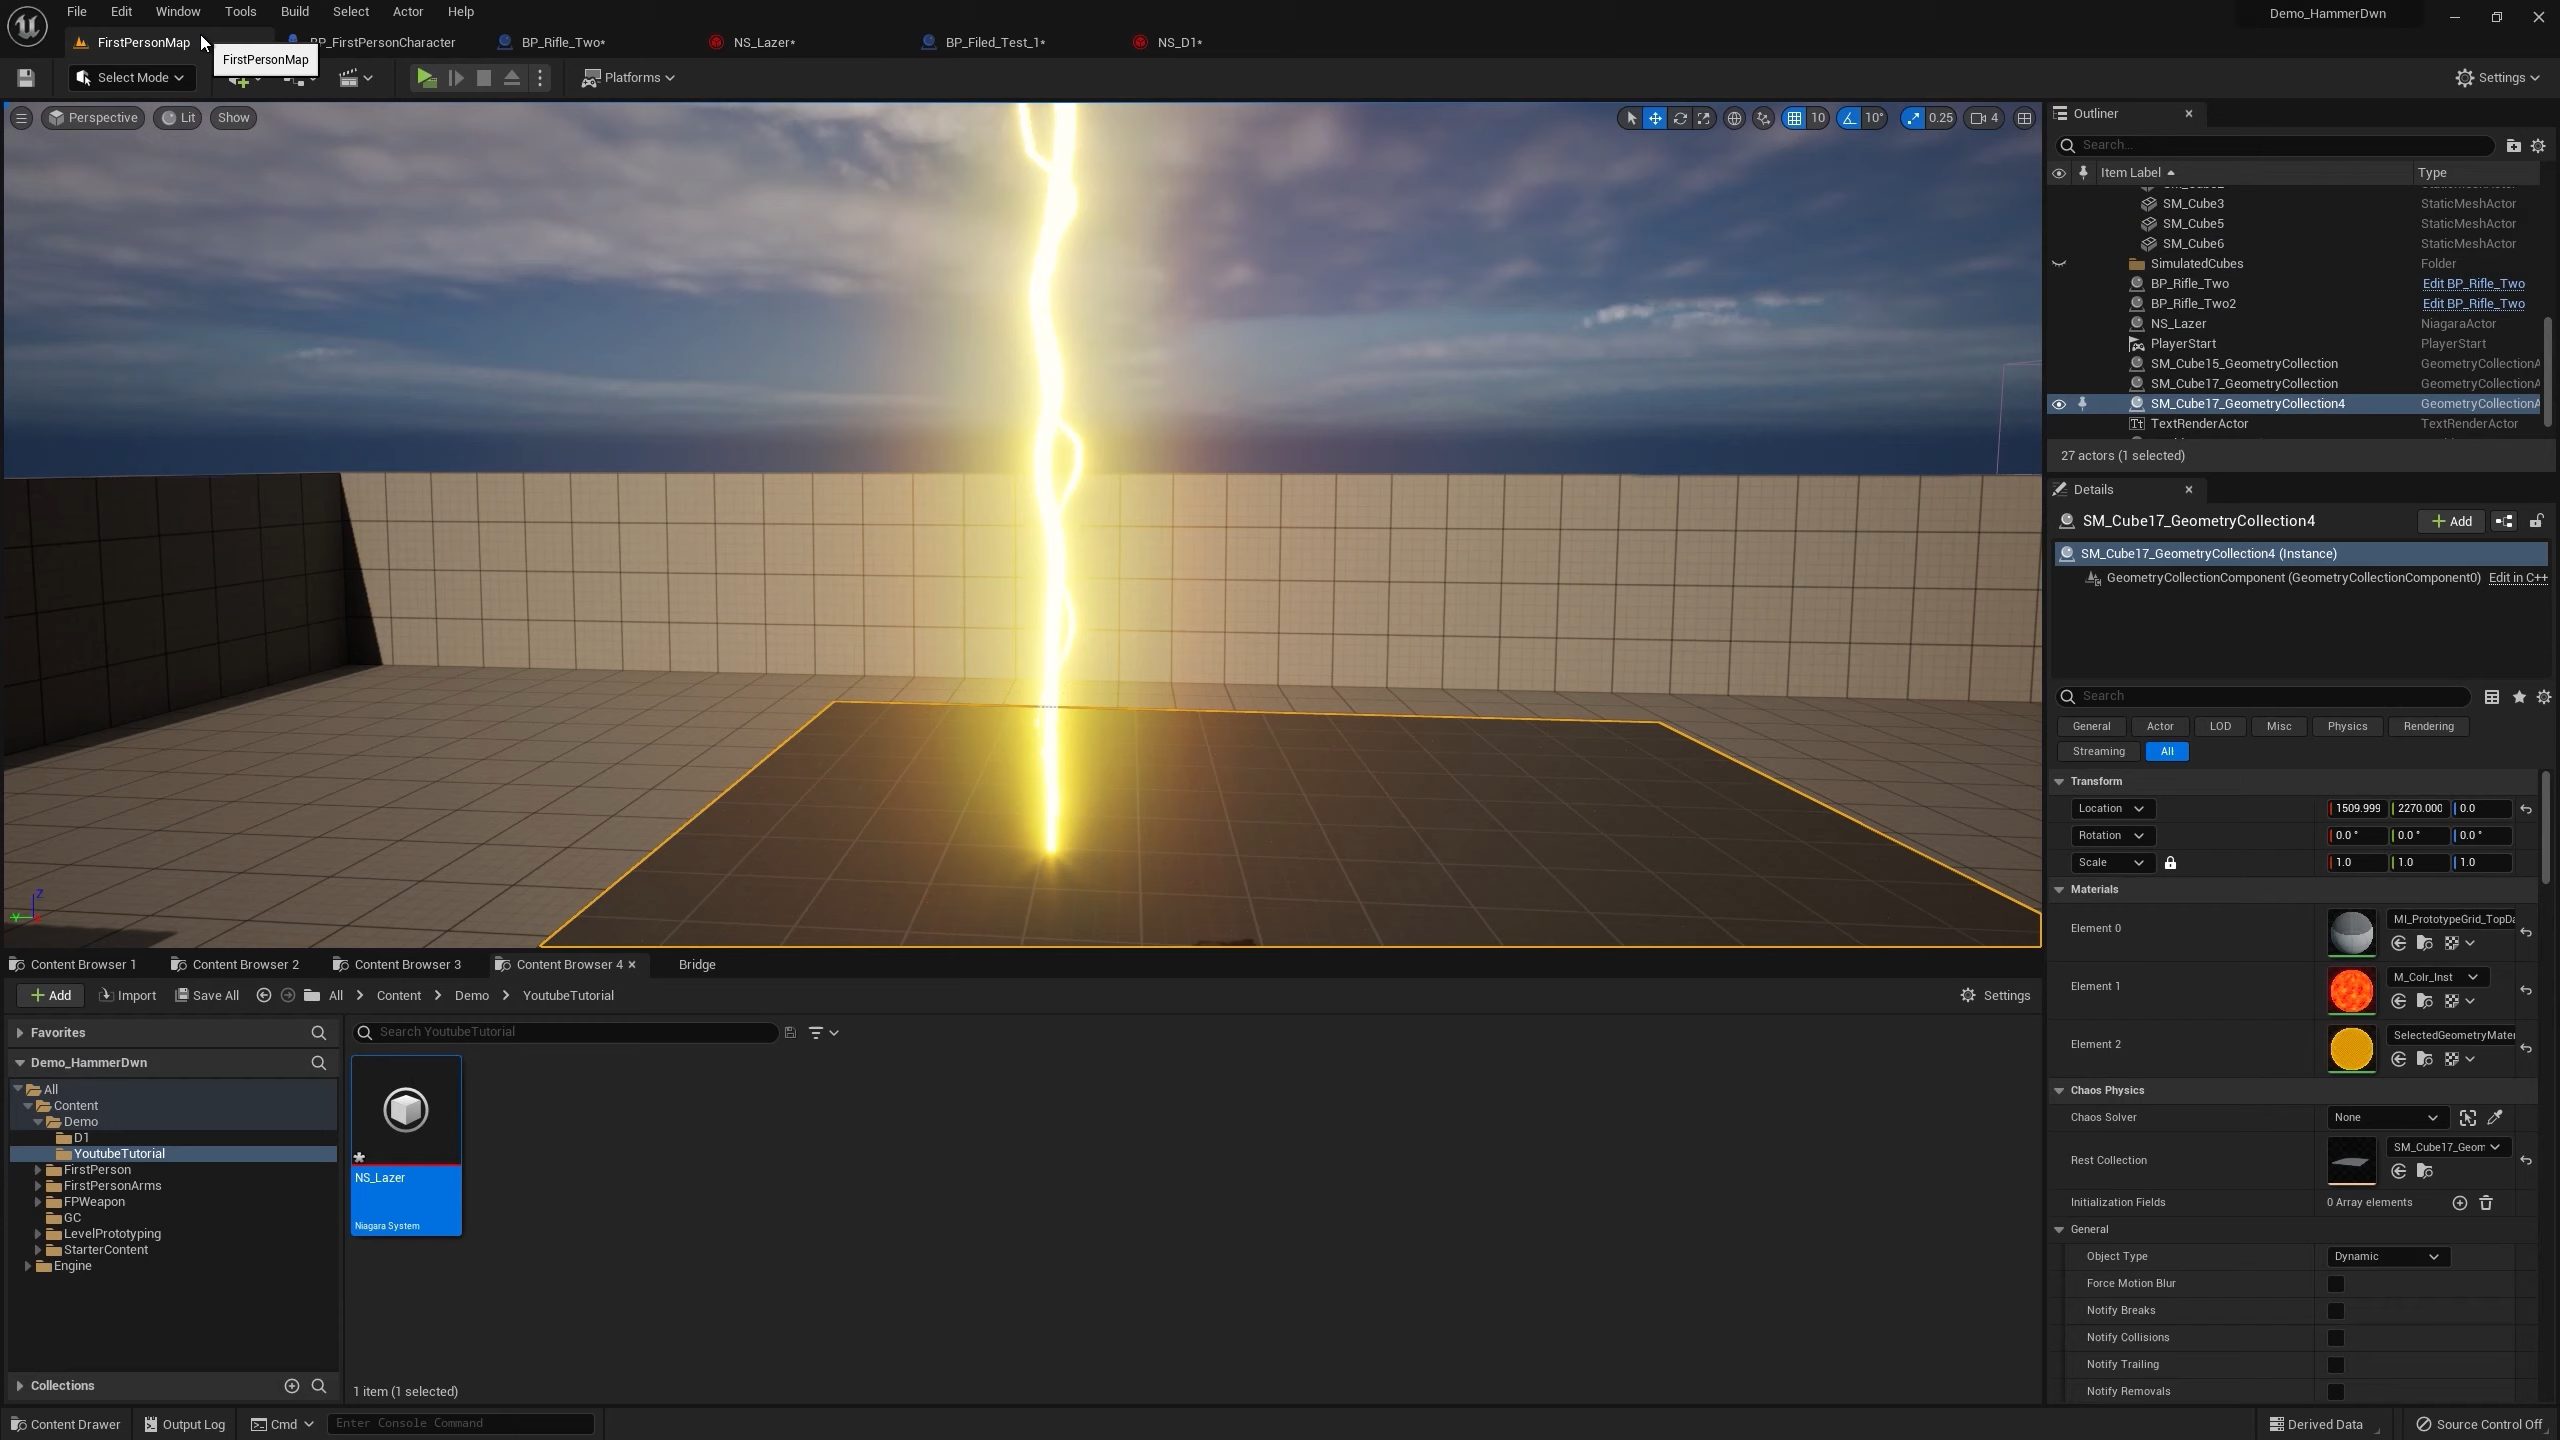 File Edit Window Tools Build Select Actor Help
Demo_HammerDwn
FirstPersonMap
BP_FirstPersonCharacter
BP_Rifle_Two*
NS_Lazer*
BP_Filed_Test_1*
NS_D1*
FirstPersonMap
Select Mode
Platforms
Settings
Perspective
Lit
Show
10
10°
0.25
4
Outliner
Search...
Item Label
Type
SM_Cube3 StaticMeshActor
SM_Cube5 StaticMeshActor
SM_Cube6 StaticMeshActor
SimulatedCubes Folder
BP_Rifle_Two Edit BP_Rifle_Two
BP_Rifle_Two2 Edit BP_Rifle_Two
NS_Lazer NiagaraActor
PlayerStart PlayerStart
SM_Cube15_GeometryCollection GeometryCollectionA
SM_Cube17_GeometryCollection GeometryCollectionA
SM_Cube17_GeometryCollection4 GeometryCollectionA
TextRenderActor TextRenderActor
27 actors (1 selected)
Details
SM_Cube17_GeometryCollection4
Add
SM_Cube17_GeometryCollection4 (Instance)
GeometryCollectionComponent (GeometryCollectionComponent0) Edit in C++
Search
General Actor LOD Misc Physics Rendering
Streaming All
Transform
Location 1509.999 2270.000 0.0
Rotation 0.0 ° 0.0 ° 0.0 °
Scale 1.0 1.0 1.0
Materials
Element 0 MI_PrototypeGrid_TopDa
Element 1 M_Colr_Inst
Element 2 SelectedGeometryMater
Chaos Physics
Chaos Solver None
Rest Collection SM_Cube17_Geom
Initialization Fields 0 Array elements
General
Object Type Dynamic
Force Motion Blur
Notify Breaks
Notify Collisions
Notify Trailing
Notify Removals
Z
Y
Content Browser 1
Content Browser 2
Content Browser 3
Content Browser 4
Bridge
Add Import Save All All Content Demo YoutubeTutorial Settings
Favorites
Search YoutubeTutorial
Demo_HammerDwn
All
Content
Demo
D1
YoutubeTutorial
FirstPerson
FirstPersonArms
FPWeapon
GC
LevelPrototyping
StarterContent
Engine
NS_Lazer
Niagara System
Collections
1 item (1 selected)
Content Drawer Output Log Cmd Enter Console Command
Derived Data Source Control Off